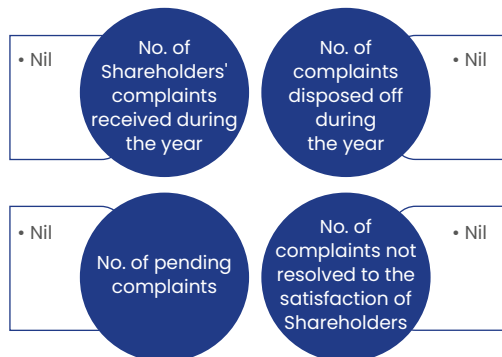 • Nil
No. of
Shareholders'
complaints
received during
the year
No. of
complaints
disposed off
during
the year
• Nil
• Nil
No. of pending
complaints
No. of
complaints not
resolved to the
satisfaction of
Shareholders
• Nil